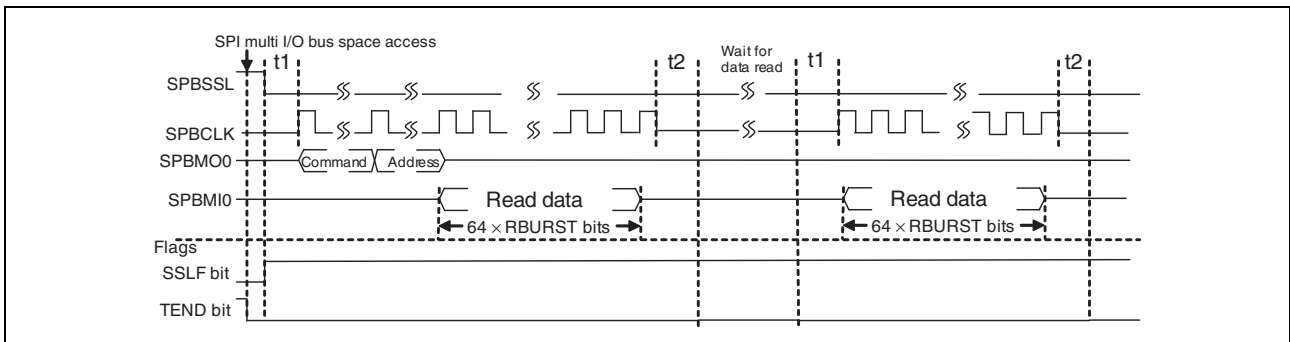 SPI multi I/O bus space access
t1 t2 Wait for data read t1 t2
SPBSSL
SPBCLK
SPBMO0 Command Address
SPBMI0 Read data Read data
64 × RBURST bits 64 × RBURST bits
Flags
SSLF bit
TEND bit